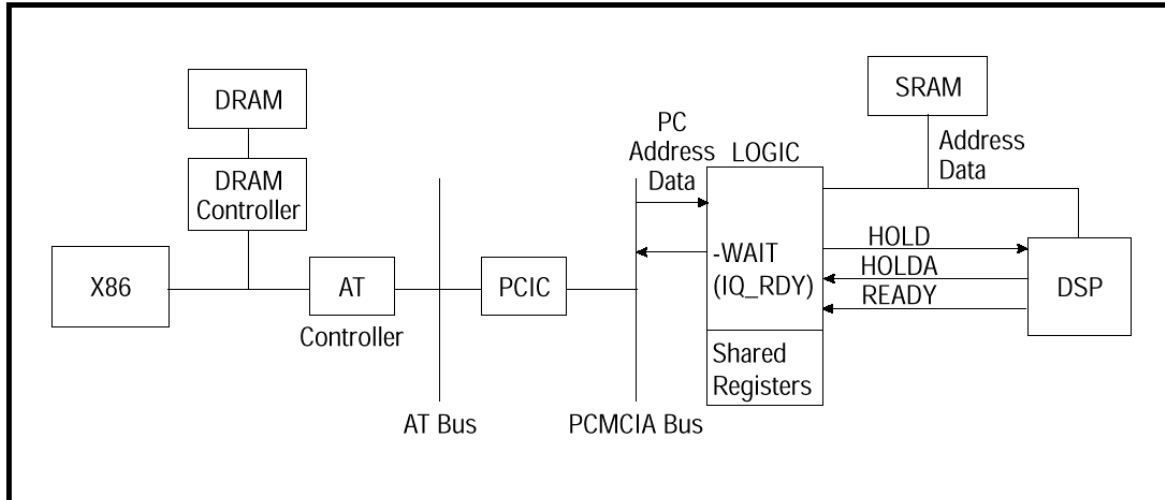 DRAM
DRAM
Controller
X86
AT
Controller
AT Bus
PCIC
PCMCIA Bus
PC
Address
Data
LOGIC
-WAIT
(IQ_RDY)
Shared
Registers
SRAM
Address
Data
HOLD
HOLDA
READY
DSP